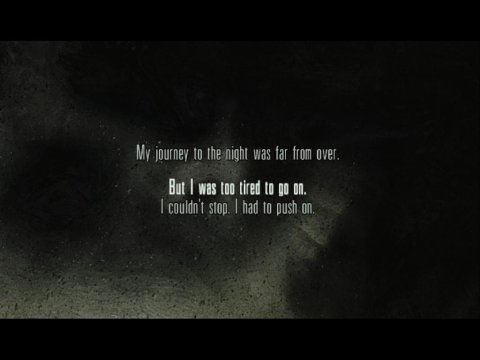 My journey to the night was far from over.
But I was too tired to go on.
I couldn't stop. I had to push on.